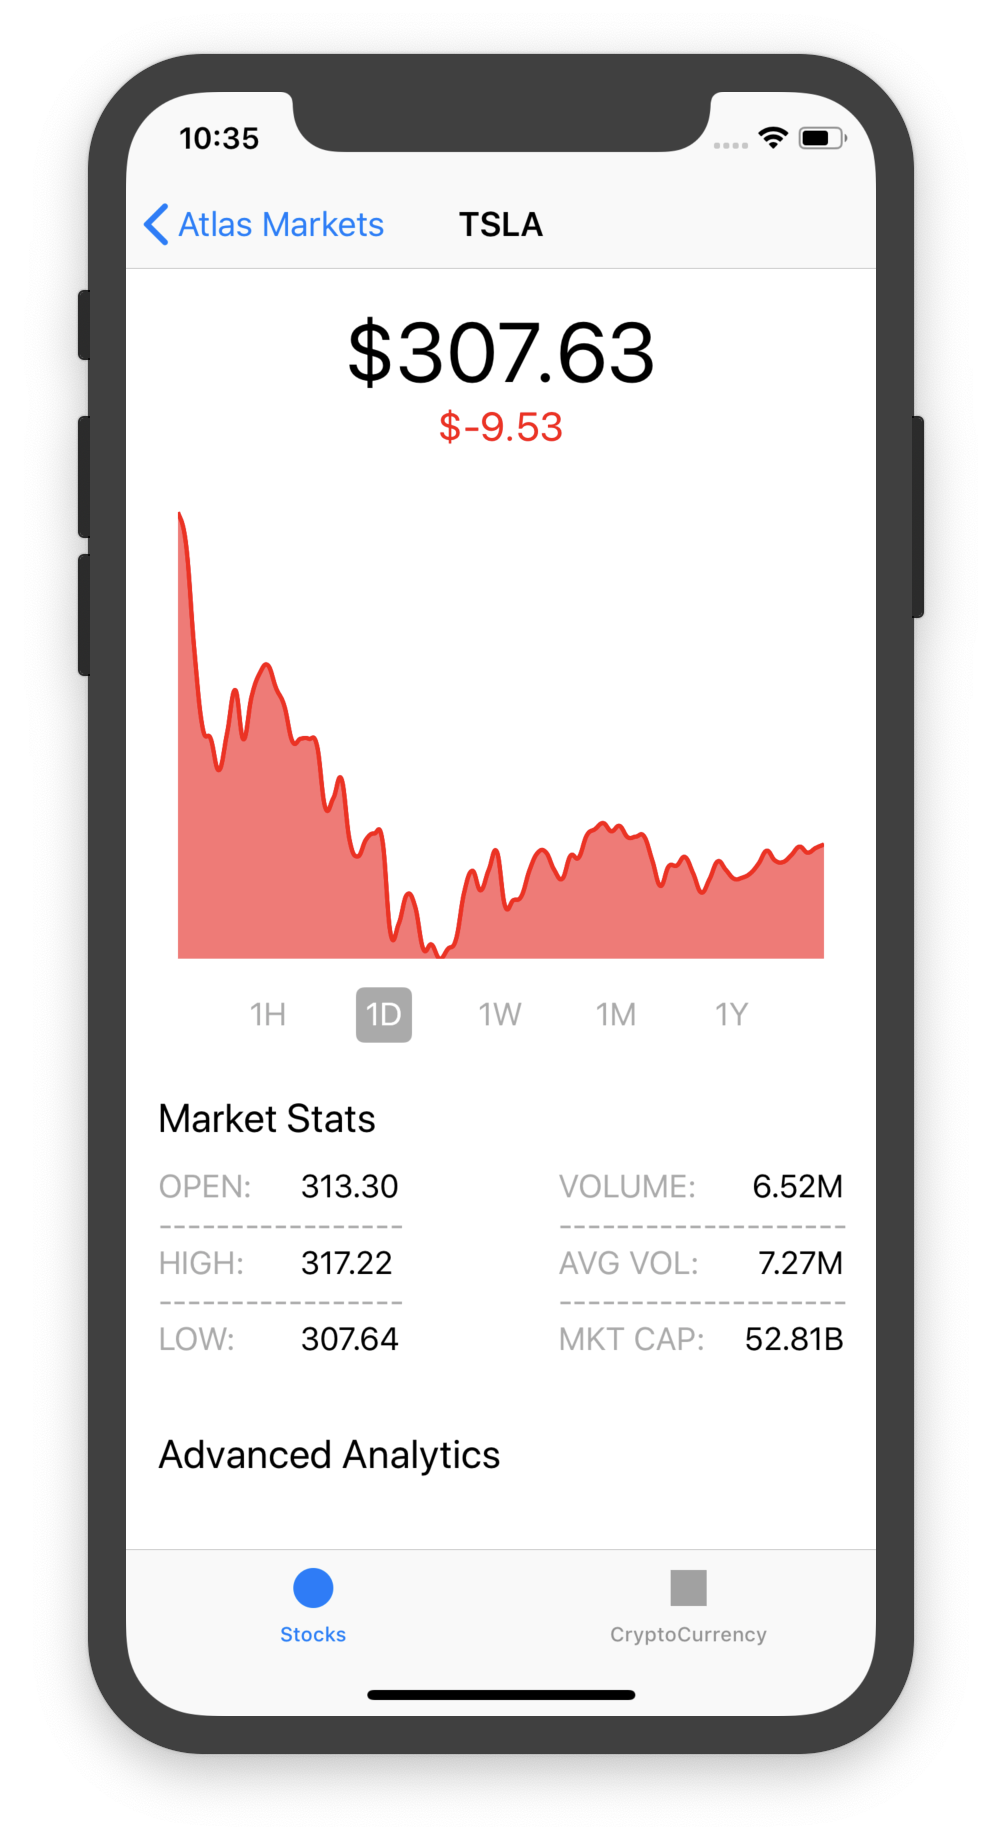 10:35
Atlas Markets TSLA
$307.63
$-9.53
1H 1D 1W 1M 1Y
Market Stats
OPEN: 313.30 VOLUME: 6.52M
HIGH: 317.22 AVG VOL: 7.27M
LOW: 307.64 MKT CAP: 52.81B
Advanced Analytics
Stocks CryptoCurrency